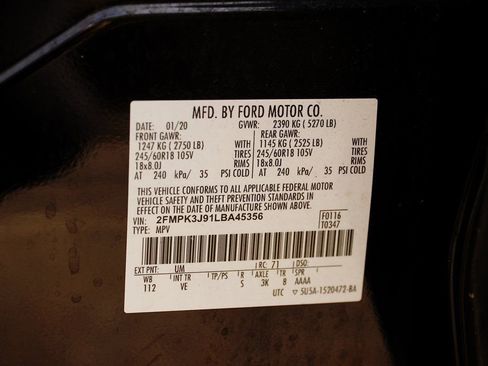 MFD. BY FORD MOTOR CO.
DATE: 01/20 GVWR: 2390 KG ( 5270 LB)
FRONT GAWR: REAR GAWR:
1247 KG ( 2750 LB) WITH 1145 KG ( 2525 LB) WITH
245/60R18 105V TIRES 245/60R18 105V TIRES
18x8.0J RIMS 18x8.0J RIMS
AT 240 kPa/ 35 PSI COLD AT 240 kPa/ 35 PSI COLD
THIS VEHICLE CONFORMS TO ALL APPLICABLE FEDERAL MOTOR
VEHICLE SAFETY AND THEFT PREVENTION STANDARDS IN
EFFECT ON THE DATE OF MANUFACTURE SHOWN ABOVE.
VIN: 2FMPK3J91LBA45356 F0116
TYPE: MPV T0347
EXT PNT: UM RC: 71 DSO:
WB INT TR TP/PS R AXLE TR SPR
112 VE S 3K 8 AAAA
UTC ▽ 5U5A-1520472-BA